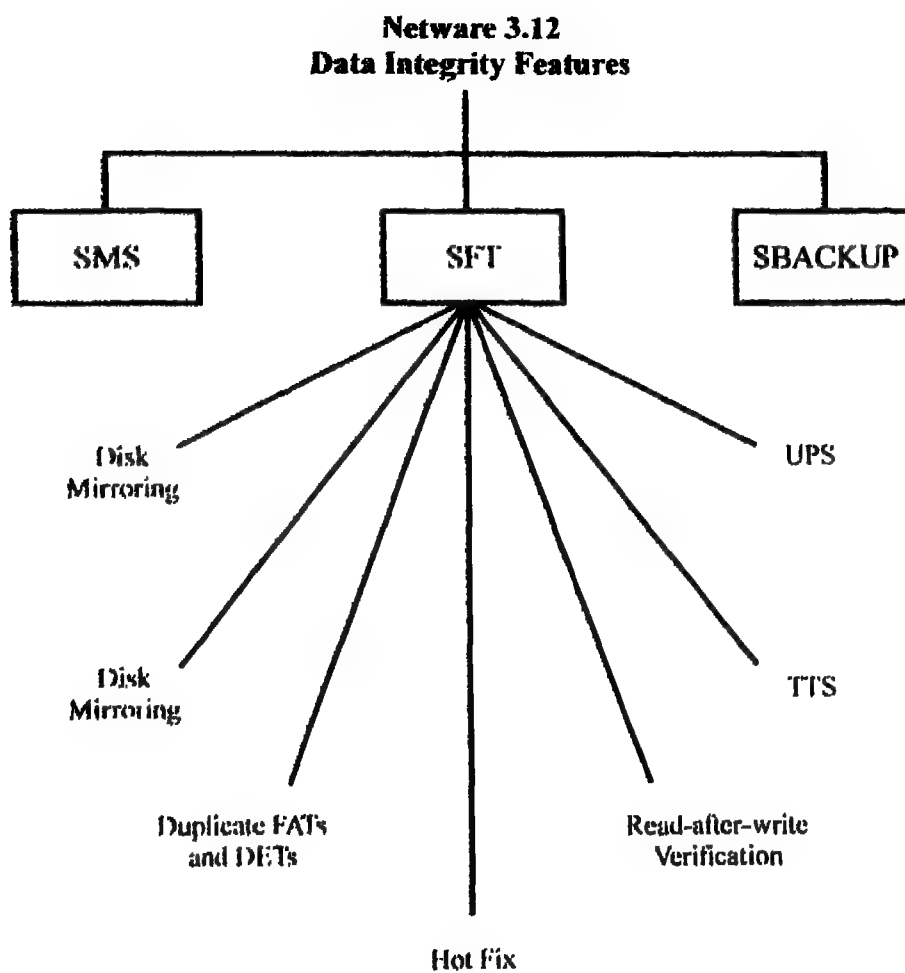 Netware 3.12
Data Integrity Features
SMS
SFT
SBACKUP
Disk
Mirroring
UPS
Disk
Mirroring
TTS
Duplicate FATs
and DETs
Read-after-write
Verification
Hot Fix